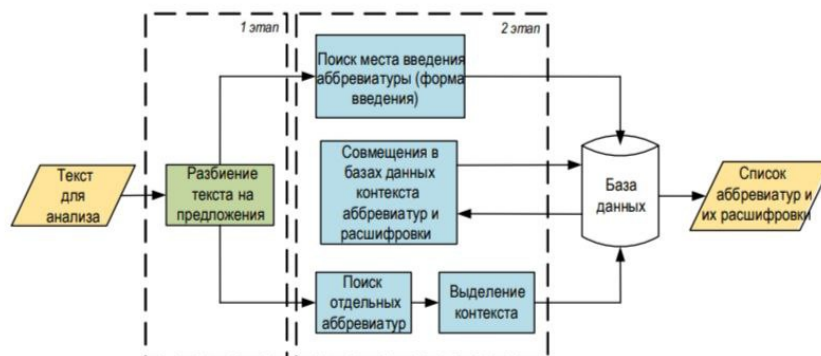 1 этап
2 этап
Текст
для
анализа
Разбиение
текста на
предложения
Поиск места введения
аббревиатуры (форма
введения)
Совмещения в
базах данных
контекста
аббревиатур и
расшифровки
Поиск
отдельных
аббревиатур
Выделение
контекста
База
данных
Список
аббревиатур и
их расшифровки